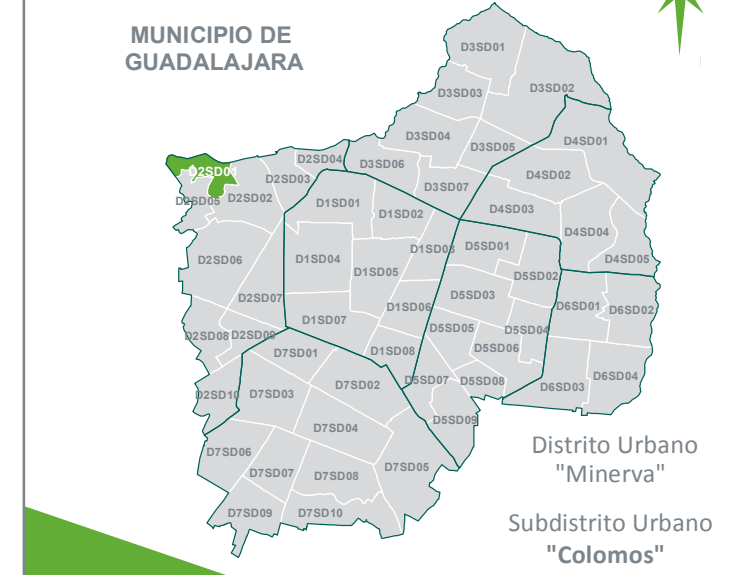 MUNICIPIO DE
GUADALAJARA
D3SD01
D3SD02
D3SD03
D3SD04
D3SD05
D4SD01
D2SD04
D3SD06
D2SD01
D2SD03
D3SD07
D4SD02
D2SD05
D2SD02
D1SD01
D1SD02
D4SD03
D4SD04
D2SD06
D1SD04
D1SD03
D5SD01
D4SD05
D1SD05
D5SD02
D2SD07
D5SD03
D1SD06
D6SD01
D6SD02
D1SD07
D2SD08
D2SD09
D5SD05
D5SD04
D7SD01
D1SD08
D5SD06
D2SD10
D7SD03
D7SD02
D5SD07
D5SD08
D6SD03
D6SD04
D7SD04
D5SD09
D7SD06
D7SD07
D7SD08
D7SD05
D7SD09
D7SD10
Distrito Urbano
"Minerva"
Subdistrito Urbano
"Colomos"